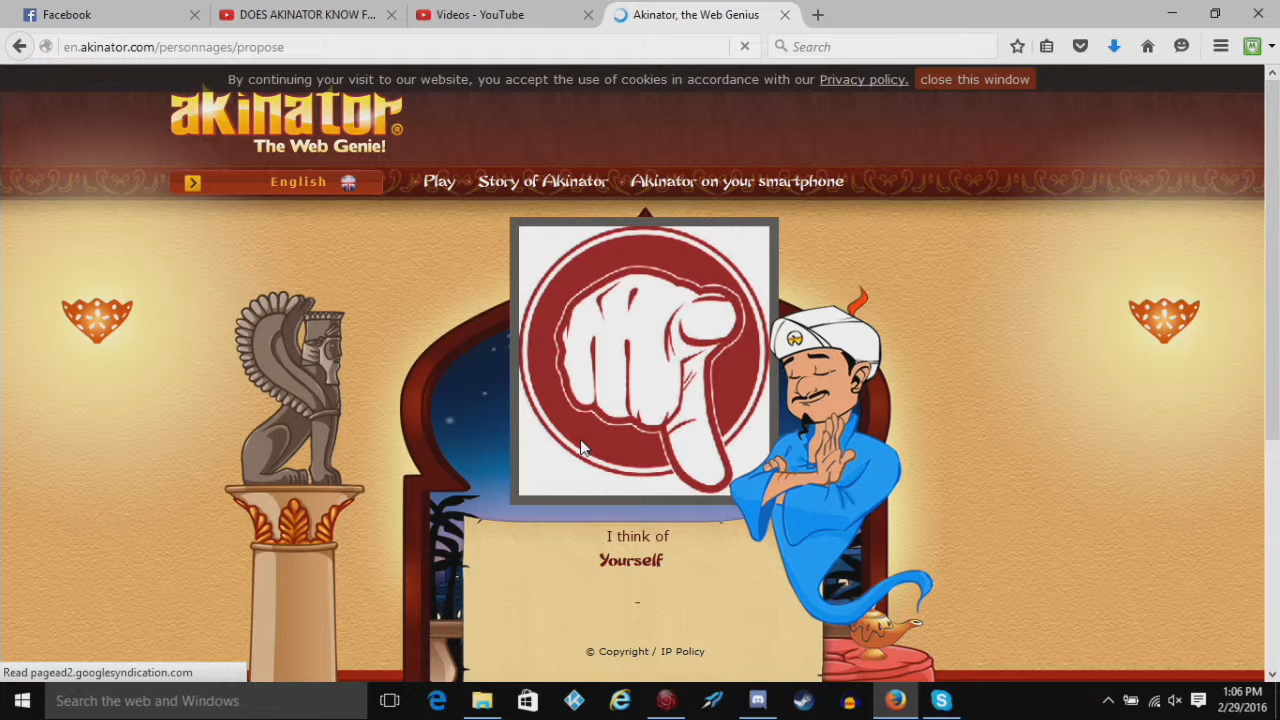 Facebook
DOES AKINATOR KNOW F...
Videos - YouTube
Akinator, the Web Genius
en.akinator.com/personnages/propose
Search
By continuing your visit to our website, you accept the use of cookies in accordance with our Privacy policy. close this window
akinator®
The Web Genie!
English
Play
Story of Akinator
Akinator on your smartphone
I think of
Yourself
-
© Copyright / IP Policy
Read pagead2.googlesyndication.com
Search the web and Windows
1:06 PM
2/29/2016